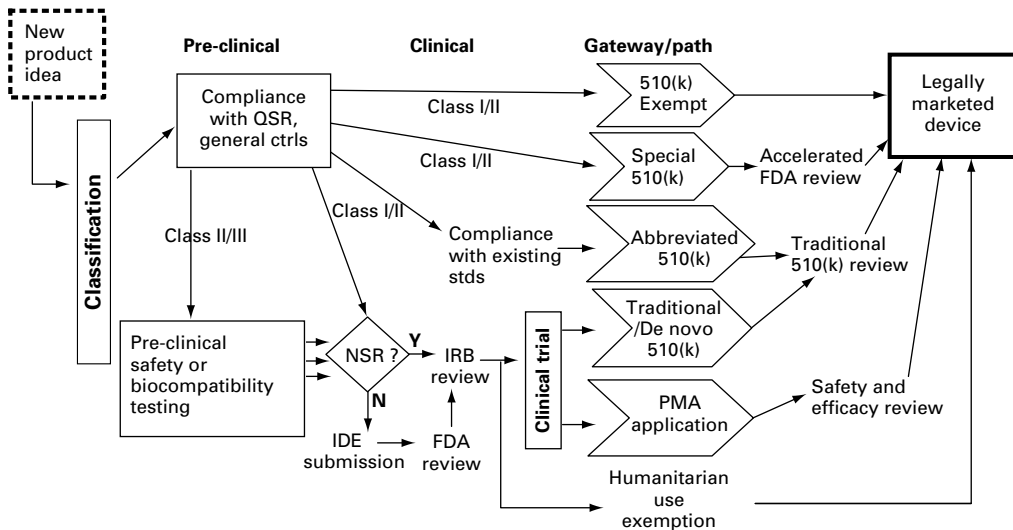 New
product
idea
Pre-clinical
Clinical
Gateway/path
Classification
Compliance
with QSR,
general ctrls
Class I/II
510(k)
Exempt
Legally
marketed
device
Class I/II
Special
510(k)
Accelerated
FDA review
Class I/II
Class II/III
Compliance
with existing
stds
Abbreviated
510(k)
Traditional
510(k) review
Pre-clinical
safety or
biocompatibility
testing
NSR ?
Y
N
IRB
review
IDE
submission
FDA
review
Clinical trial
Traditional
/De novo
510(k)
PMA
application
Safety and
efficacy review
Humanitarian
use
exemption